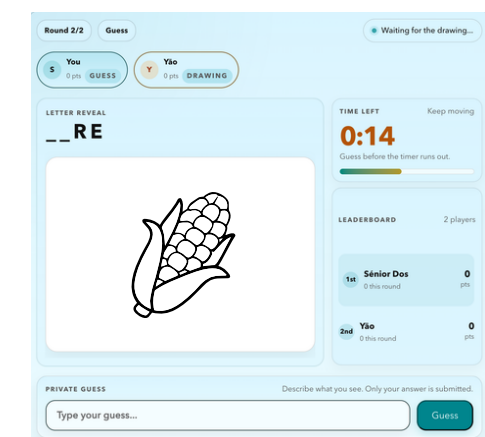 Round 2/2 Guess Waiting for the drawing...
S You 0 pts GUESS
Y Yāo 0 pts DRAWING
LETTER REVEAL
__RE
TIME LEFT Keep moving
0:14
Guess before the timer runs out.
LEADERBOARD 2 players
1st Sénior Dos 0
0 this round pts
2nd Yāo 0
0 this round pts
PRIVATE GUESS Describe what you see. Only your answer is submitted.
Type your guess... Guess